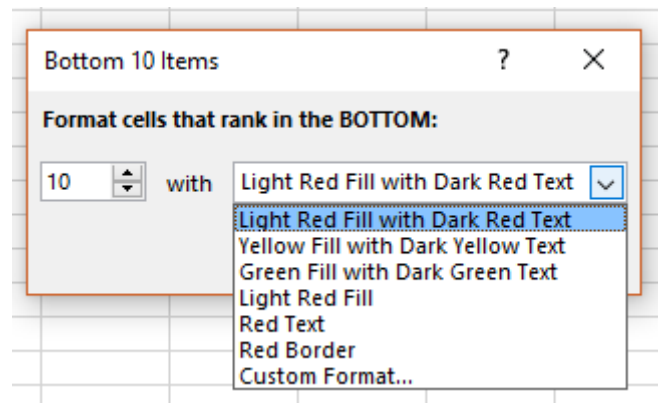 Bottom 10 Items ?
Format cells that rank in the BOTTOM:
10 with Light Red Fill with Dark Red Text
Light Red Fill with Dark Red Text
Yellow Fill with Dark Yellow Text
Green Fill with Dark Green Text
Light Red Fill
Red Text
Red Border
Custom Format...